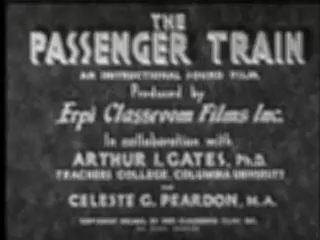 THE
PASSENGER TRAIN
AN INSTRUCTIONAL SOUND FILM
Produced by
Erpi Classroom Films Inc.
In collaboration with
ARTHUR I. GATES, Ph.D.
TEACHERS COLLEGE, COLUMBIA UNIVERSITY
and
CELESTE C. PEARDON, M.A.